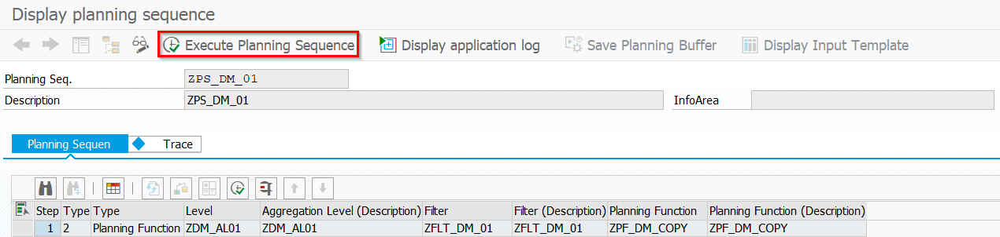 Display planning sequence
Execute Planning Sequence Display application log Save Planning Buffer Display Input Template
Planning Seq. ZPS_DM_01
Description ZPS_DM_01 InfoArea
Planning Sequen Trace
Step Type Type Level Aggregation Level (Description) Filter Filter (Description) Planning Function Planning Function (Description)
1 2 Planning Function ZDM_AL01 ZDM_AL01 ZFLT_DM_01 ZFLT_DM_01 ZPF_DM_COPY ZPF_DM_COPY